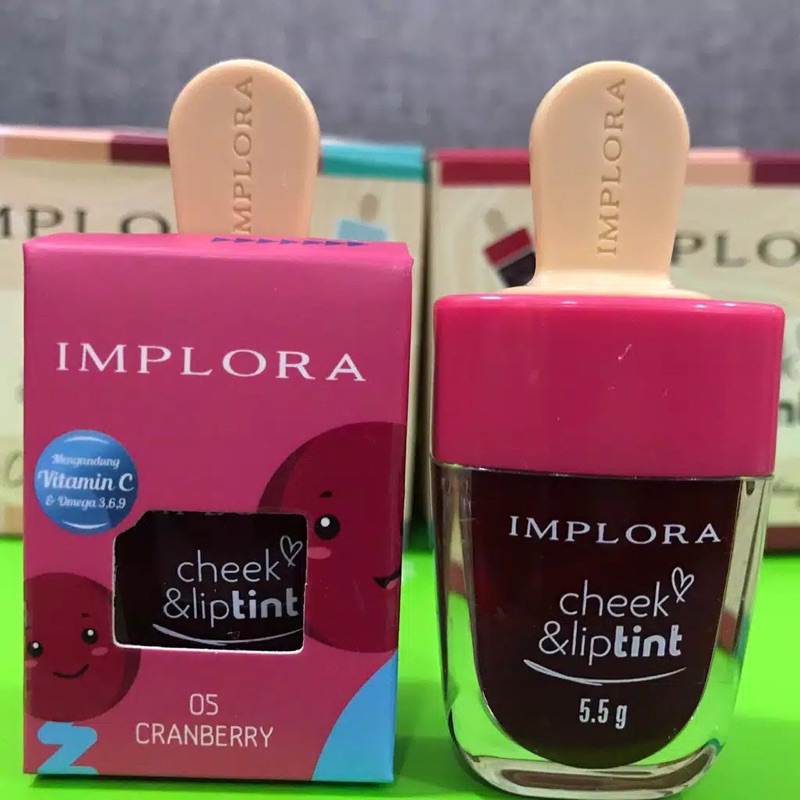 IMPLORA
IMPLORA
IMPLORA
Mengandung
Vitamin C
& Omega 3,6,9
cheek
&liptint
05
CRANBERRY
IMPLORA
cheek
&liptint
5.5 g